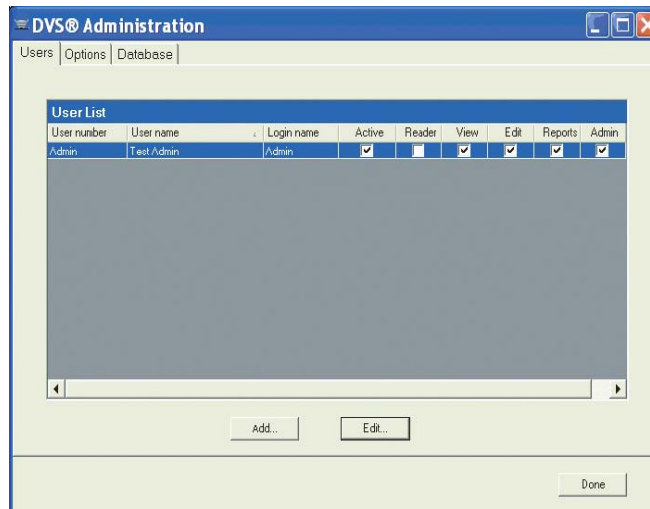 DVS® Administration
Users Options Database
User List
User number User name Login name Active Reader View Edit Reports Admin
Admin Test Admin Admin
Add... Edit...
Done